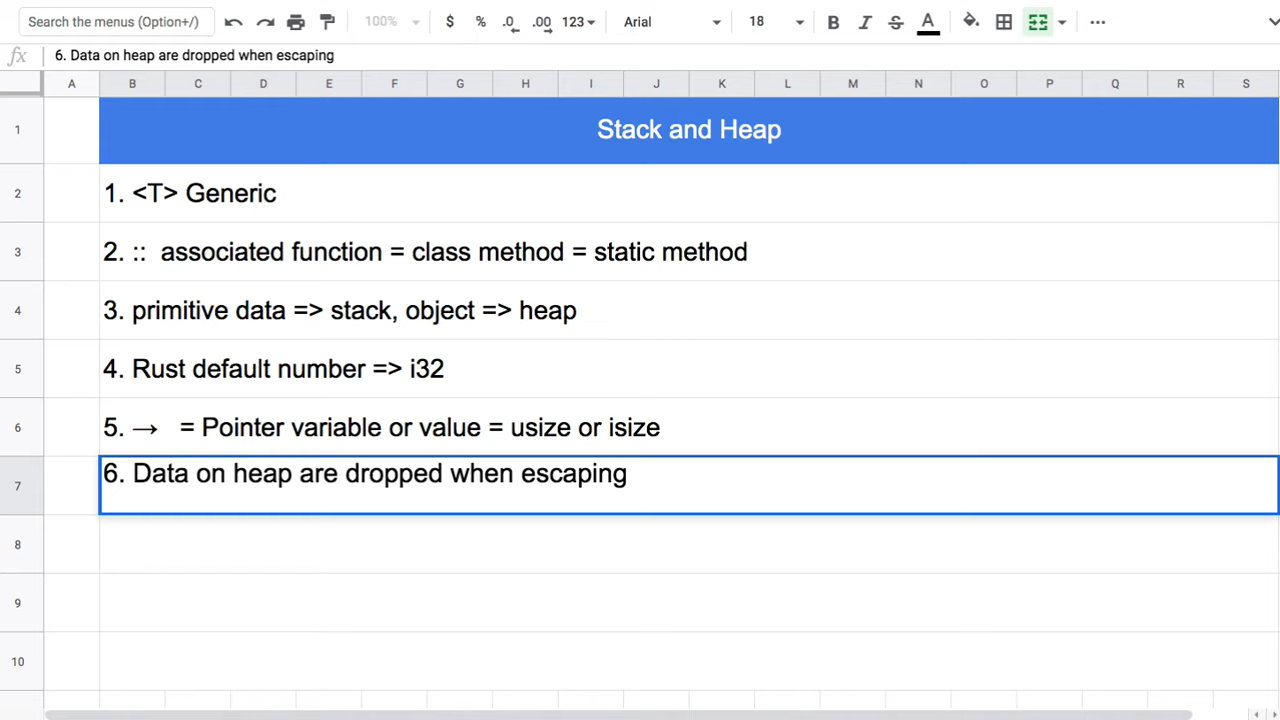 Search the menus (Option+/) 100% $ % .0 .00 123 Arial 18 B I S A
fx 6. Data on heap are dropped when escaping
A B C D E F G H I J K L M N O P Q R S
1 Stack and Heap
2 1. <T> Generic
3 2. :: associated function = class method = static method
4 3. primitive data => stack, object => heap
5 4. Rust default number => i32
6 5. → = Pointer variable or value = usize or isize
7 6. Data on heap are dropped when escaping
8
9
10